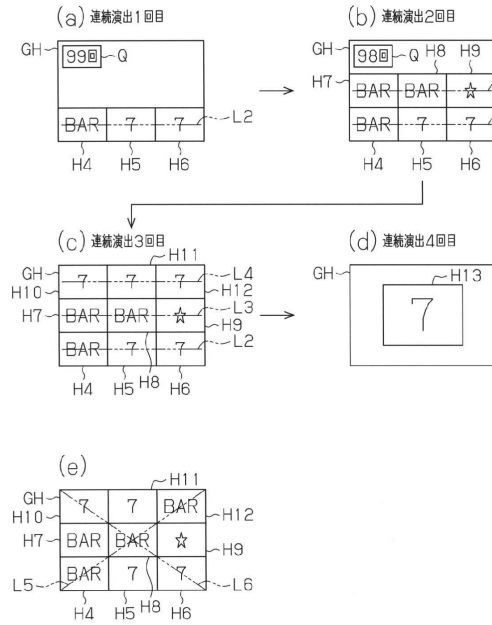 (a) 連続演出1回目
GH
99回 Q
BAR 7 7 L2
H4 H5 H6
(b) 連続演出2回目
GH H8 H9
98回 Q
H7 BAR BAR ☆
BAR 7 7
H4 H5 H6
(c) 連続演出3回目
H11
GH 7 7 7 L4
H10 H12
H7 BAR BAR ☆ L3
H9
BAR 7 7 L2
H4 H5 H8 H6
(d) 連続演出4回目
GH H13
7
(e)
H11
GH 7 7 BAR
H10 H12
H7 BAR BAR ☆
H9
L5 BAR 7 7 L6
H4 H5 H8 H6